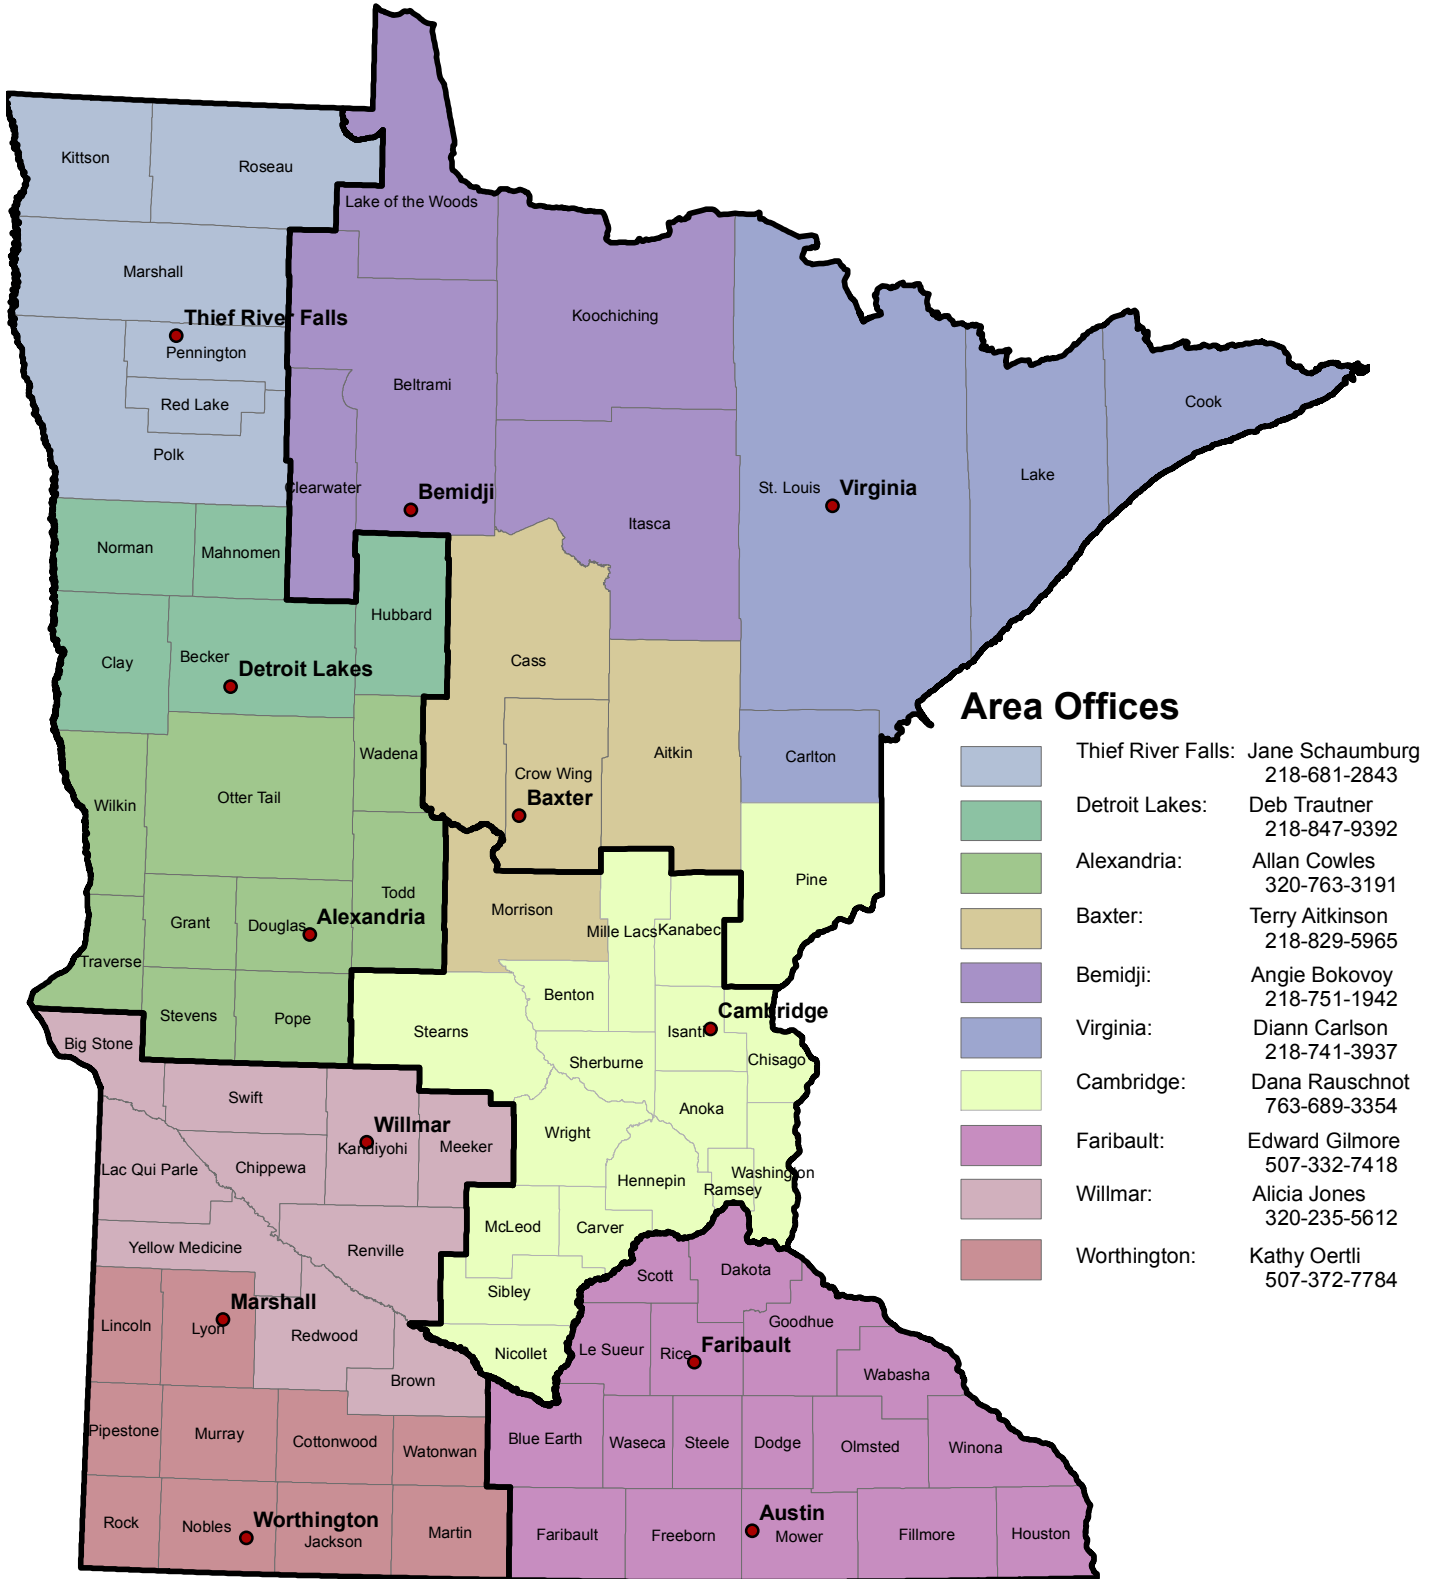 Kittson
Roseau
Lake of the Woods
Marshall
Koochiching
Thief River Falls
Pennington
Beltrami
Red Lake
Cook
Polk
Lake
Clearwater
Bemidji
St. Louis
Virginia
Itasca
Norman
Mahnomen
Hubbard
Clay
Becker
Detroit Lakes
Cass
Wadena
Aitkin
Carlton
Crow Wing
Baxter
Otter Tail
Wilkin
Todd
Pine
Morrison
Grant
Douglas
Alexandria
Mille Lacs
Kanabec
Traverse
Benton
Stevens
Pope
Stearns
Cambridge
Isanti
Big Stone
Sherburne
Chisago
Swift
Anoka
Willmar
Kandiyohi
Meeker
Wright
Lac Qui Parle
Chippewa
Hennepin
Washington
Ramsey
McLeod
Carver
Yellow Medicine
Renville
Scott
Dakota
Sibley
Marshall
Lincoln
Lyon
Redwood
Goodhue
Nicollet
Le Sueur
Rice
Faribault
Brown
Wabasha
Pipestone
Murray
Cottonwood
Watonwan
Blue Earth
Waseca
Steele
Dodge
Olmsted
Winona
Rock
Nobles
Worthington
Jackson
Martin
Faribault
Freeborn
Austin
Mower
Fillmore
Houston
Area Offices
Thief River Falls: Jane Schaumburg
218-681-2843
Detroit Lakes: Deb Trautner
218-847-9392
Alexandria: Allan Cowles
320-763-3191
Baxter: Terry Aitkinson
218-829-5965
Bemidji: Angie Bokovoy
218-751-1942
Virginia: Diann Carlson
218-741-3937
Cambridge: Dana Rauschnot
763-689-3354
Faribault: Edward Gilmore
507-332-7418
Willmar: Alicia Jones
320-235-5612
Worthington: Kathy Oertli
507-372-7784